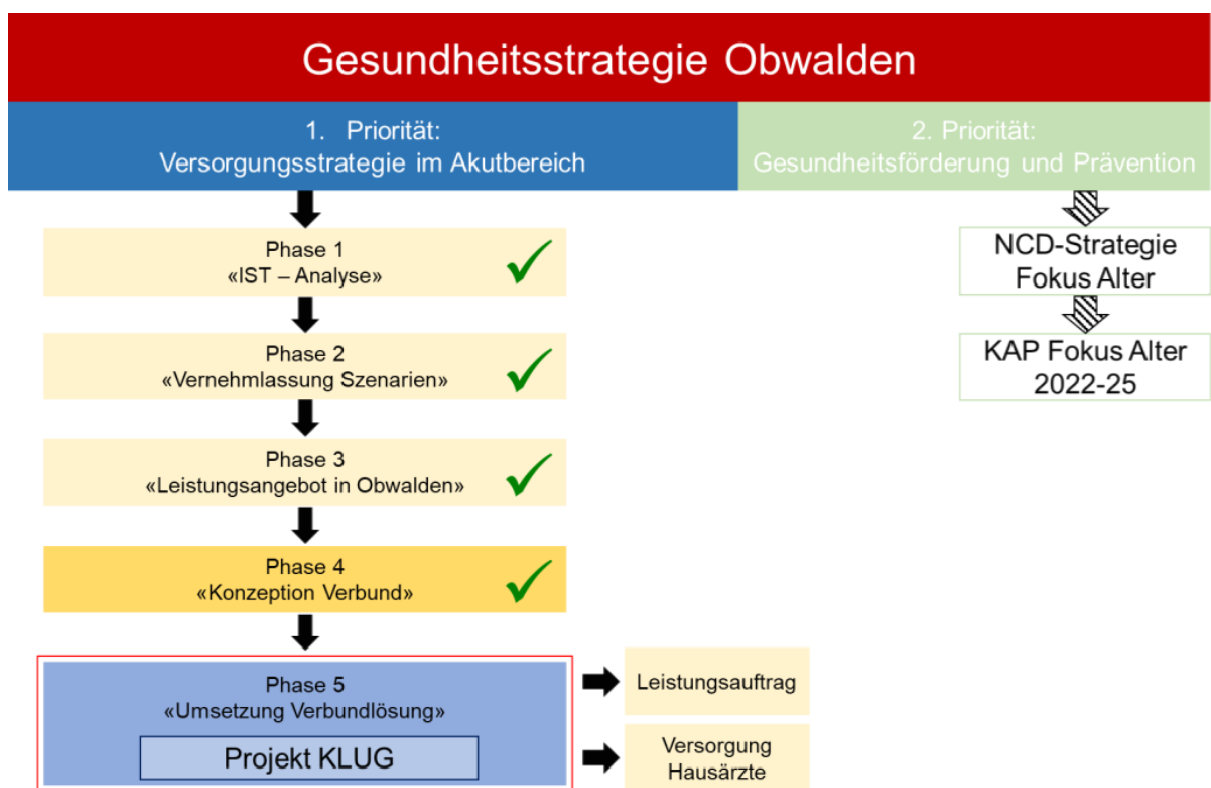 Gesundheitsstrategie Obwalden
1. Priorität:
Versorgungsstrategie im Akutbereich
2. Priorität:
Gesundheitsförderung und Prävention
Phase 1
«IST – Analyse»
Phase 2
«Vernehmlassung Szenarien»
Phase 3
«Leistungsangebot in Obwalden»
Phase 4
«Konzeption Verbund»
Phase 5
«Umsetzung Verbundlösung»
Projekt KLUG
Leistungsauftrag
Versorgung
Hausärzte
NCD-Strategie
Fokus Alter
KAP Fokus Alter
2022-25